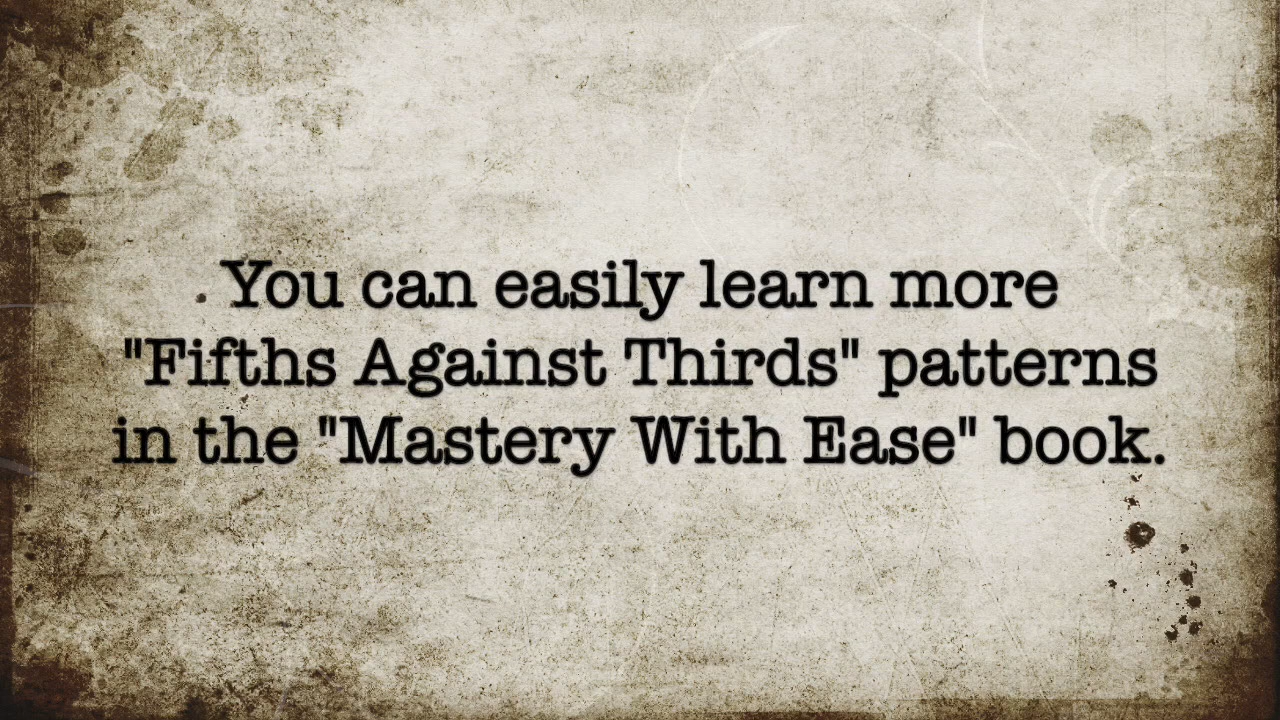 You can easily learn more
"Fifths Against Thirds" patterns
in the "Mastery With Ease" book.